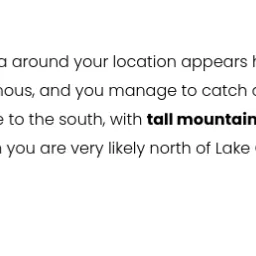 a around your location appears
nous, and you manage to catch
to the south, with tall mountain
you are very likely north of Lake